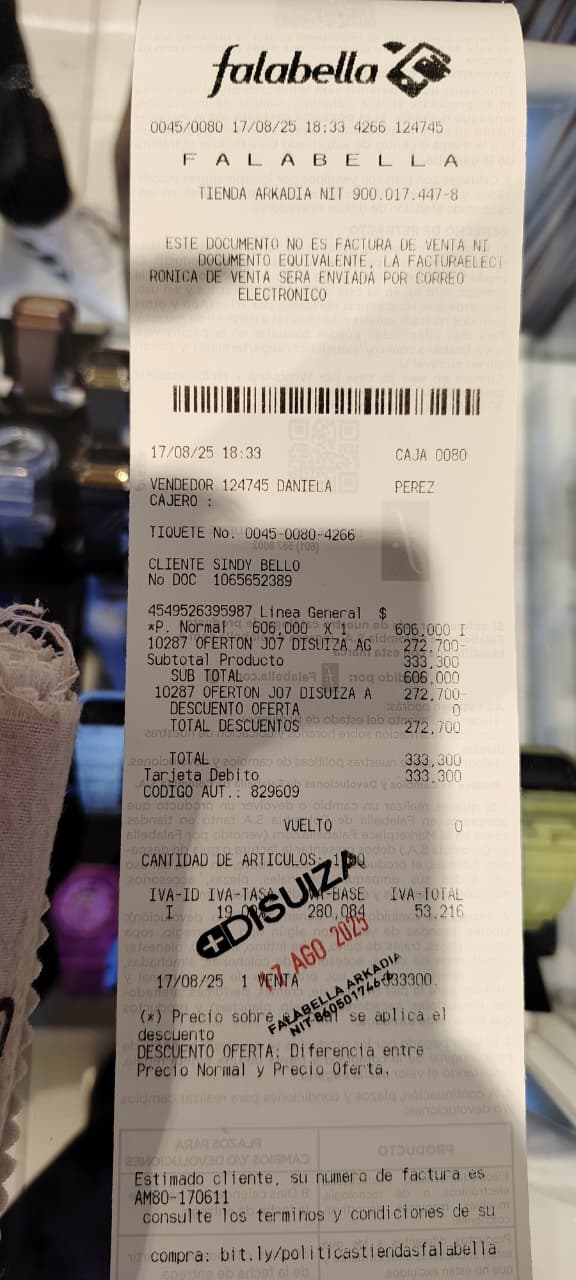 falabella
0045/0080 17/08/25 18:33 4266 124745
F A L A B E L L A
TIENDA ARKADIA NIT 900.017.447-8
ESTE DOCUMENTO NO ES FACTURA DE VENTA NI
DOCUMENTO EQUIVALENTE, LA FACTURAELECT
RONICA DE VENTA SERA ENVIADA POR CORREO
ELECTRONICO
17/08/25 18:33 CAJA 0080
VENDEDOR 124745 DANIELA PEREZ
CAJERO :
TIQUETE No. 0045-0080-4266
CLIENTE SINDY BELLO
No DOC 1065652389
4549526395987 Linea General $
*P. Normal 606,000 X 1 606,000 I
10287 OFERTON J07 DISUIZA AG 272,700-
Subtotal Producto 333,300
SUB TOTAL 606,000
10287 OFERTON J07 DISUIZA A 272,700-
DESCUENTO OFERTA 0
TOTAL DESCUENTOS 272,700
TOTAL 333,300
Tarjeta Debito 333,300
CODIGO AUT.: 829609
VUELTO 0
CANTIDAD DE ARTICULOS:
IVA-ID IVA-TASA IVA-BASE IVA-TOTAL
I 19 280,084 53,216
DISUIZA
17 AGO 2025
FALABELLA ARKADIA
17/08/25 1 VENTA 333300.
(*) Precio sobre el cual se aplica el
descuento
DESCUENTO OFERTA: Diferencia entre
Precio Normal y Precio Oferta.
Estimado cliente, su numero de factura es
AM80-170611
consulte los terminos y condiciones de su
compra: bit.ly/politicastiendasfalabella